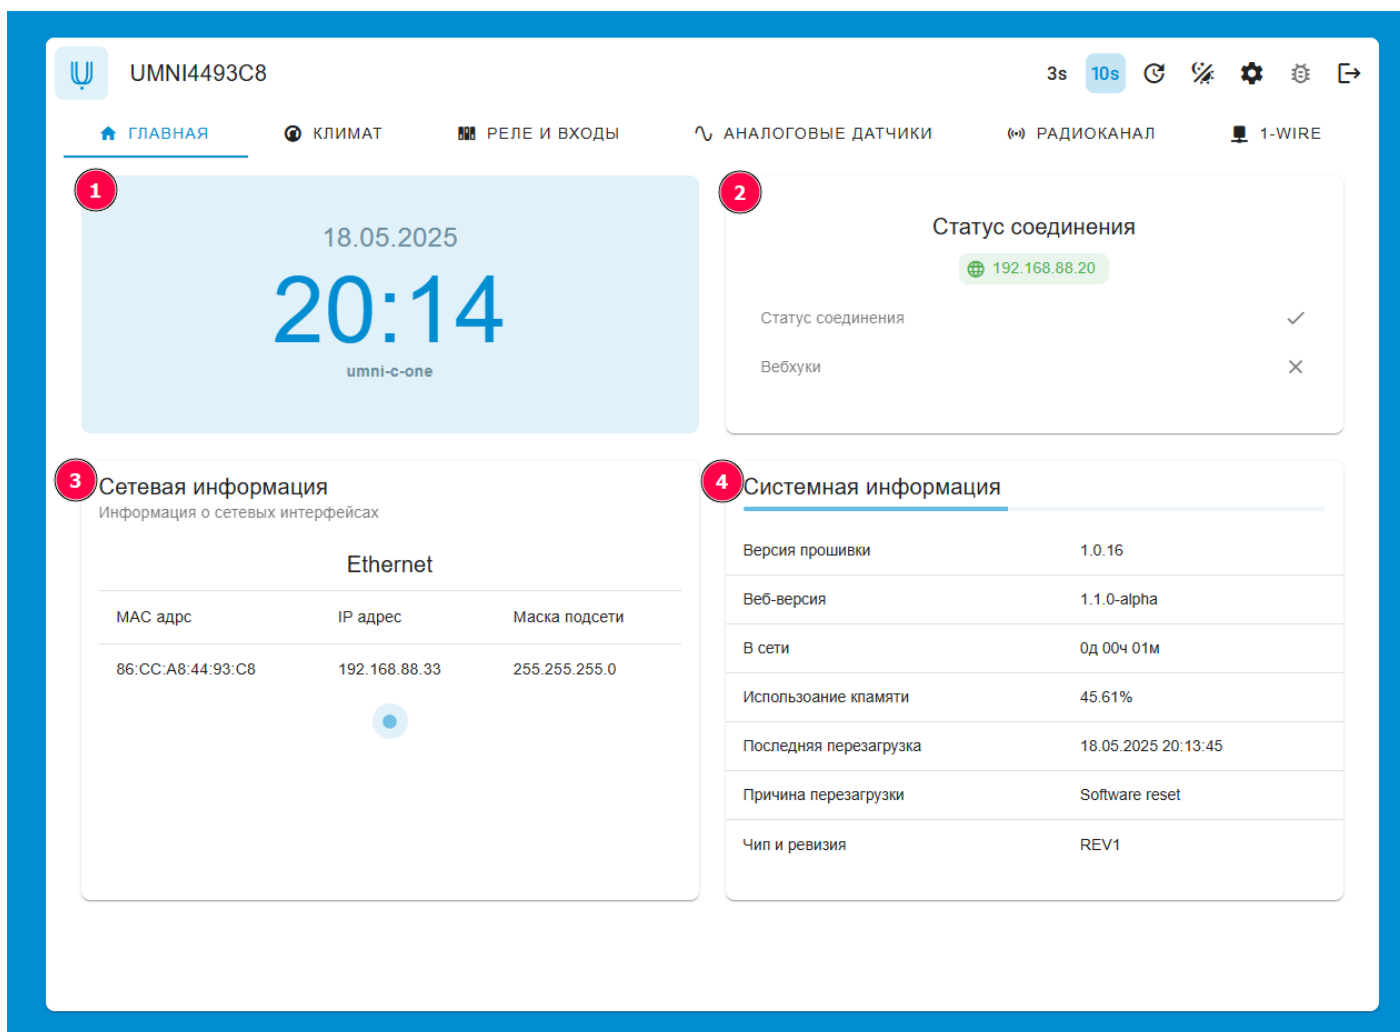 UMNI4493C8
3s 10s
ГЛАВНАЯ КЛИМАТ РЕЛЕ И ВХОДЫ АНАЛОГОВЫЕ ДАТЧИКИ РАДИОКАНАЛ 1-WIRE
1
18.05.2025
20:14
umni-c-one
2
Статус соединения
192.168.88.20
Статус соединения
Вебхуки
3
Сетевая информация
Информация о сетевых интерфейсах
Ethernet
MAC адрс IP адрес Маска подсети
86:CC:A8:44:93:C8 192.168.88.33 255.255.255.0
4
Системная информация
Версия прошивки 1.0.16
Веб-версия 1.1.0-alpha
В сети 0д 00ч 01м
Использоание кпамяти 45.61%
Последняя перезагрузка 18.05.2025 20:13:45
Причина перезагрузки Software reset
Чип и ревизия REV1